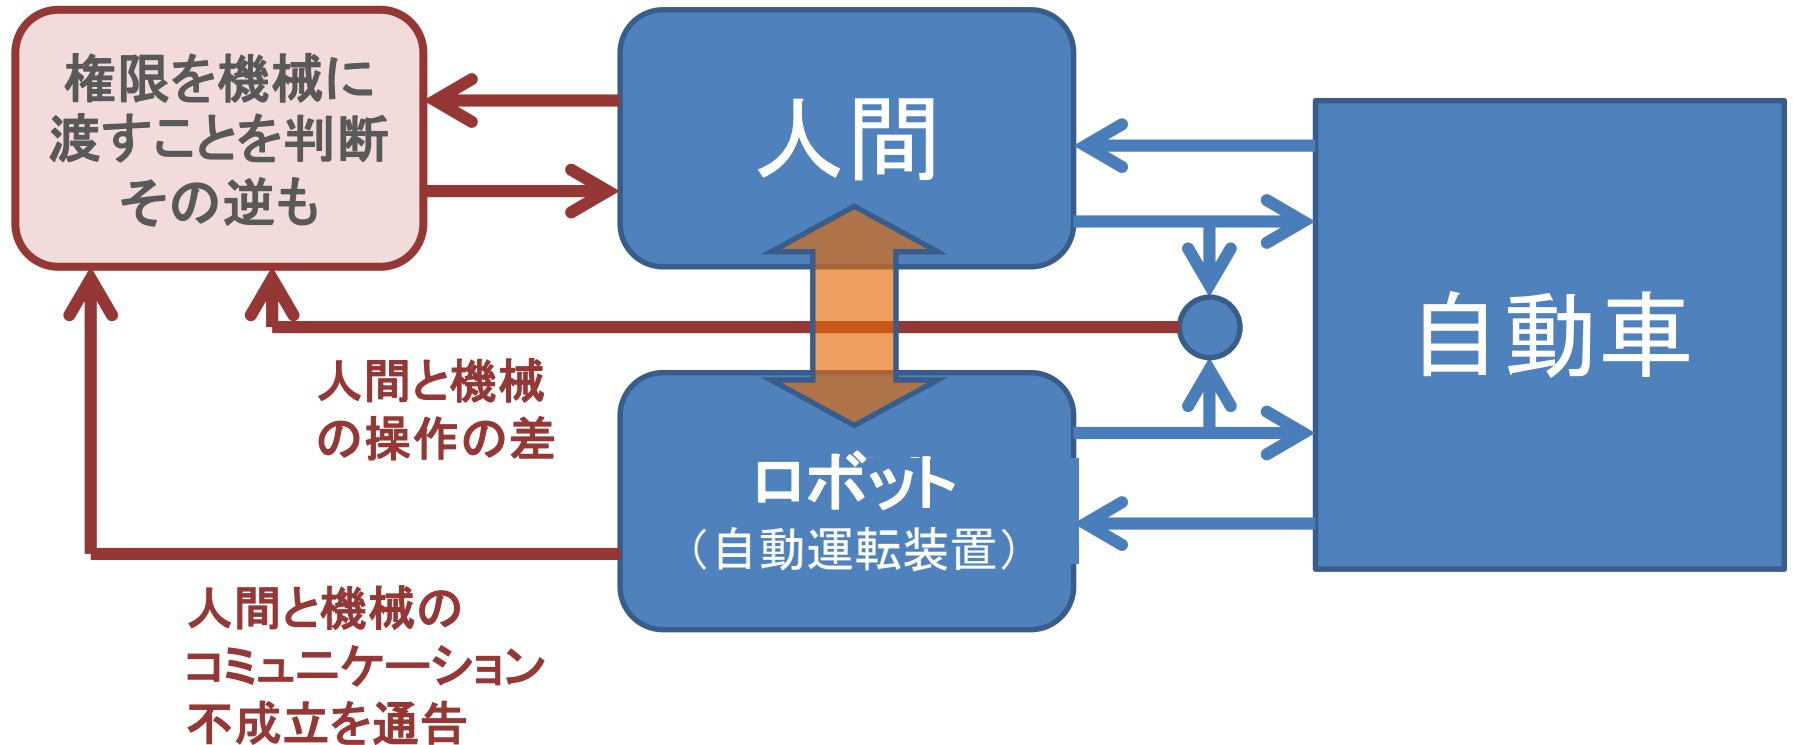 権限を機械に
渡すことを判断
その逆も
人間
自動車
人間と機械
の操作の差
ロボット
（自動運転装置）
人間と機械の
コミュニケーション
不成立を通告